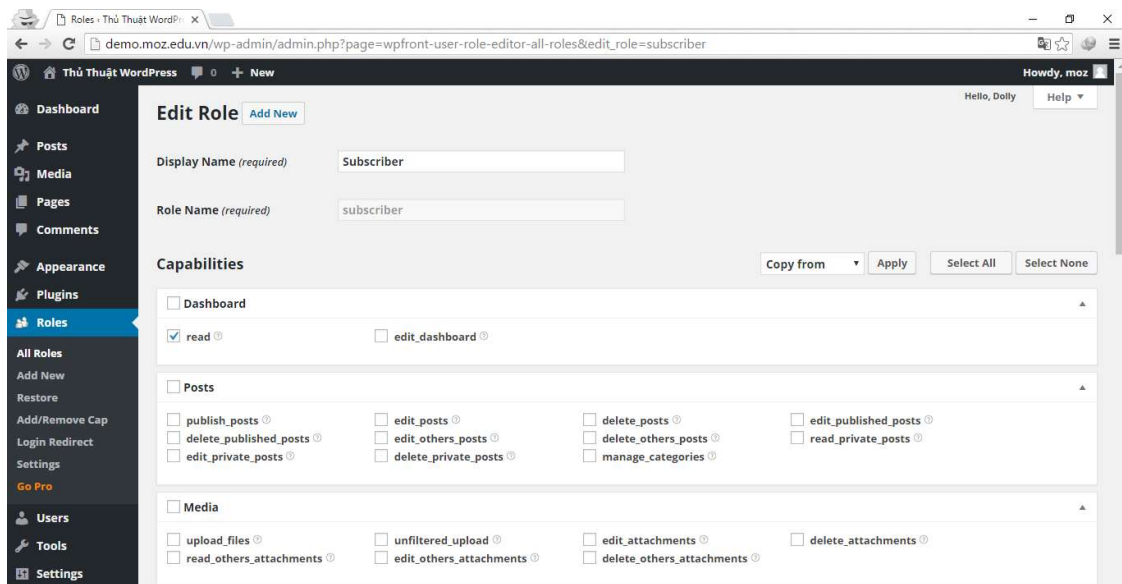 Roles ‹ Thủ Thuật WordPr
demo.moz.edu.vn/wp-admin/admin.php?page=wpfront-user-role-editor-all-roles&edit_role=subscriber
Thủ Thuật WordPress 0 + New Howdy, moz
Hello, Dolly Help ▼
Dashboard
Posts
Media
Pages
Comments
Appearance
Plugins
Roles
All Roles
Add New
Restore
Add/Remove Cap
Login Redirect
Settings
Go Pro
Users
Tools
Settings
Edit Role Add New
Display Name (required) Subscriber
Role Name (required) subscriber
Capabilities Copy from Apply Select All Select None
Dashboard
read edit_dashboard
Posts
publish_posts edit_posts delete_posts edit_published_posts
delete_published_posts edit_others_posts delete_others_posts read_private_posts
edit_private_posts delete_private_posts manage_categories
Media
upload_files unfiltered_upload edit_attachments delete_attachments
read_others_attachments edit_others_attachments delete_others_attachments